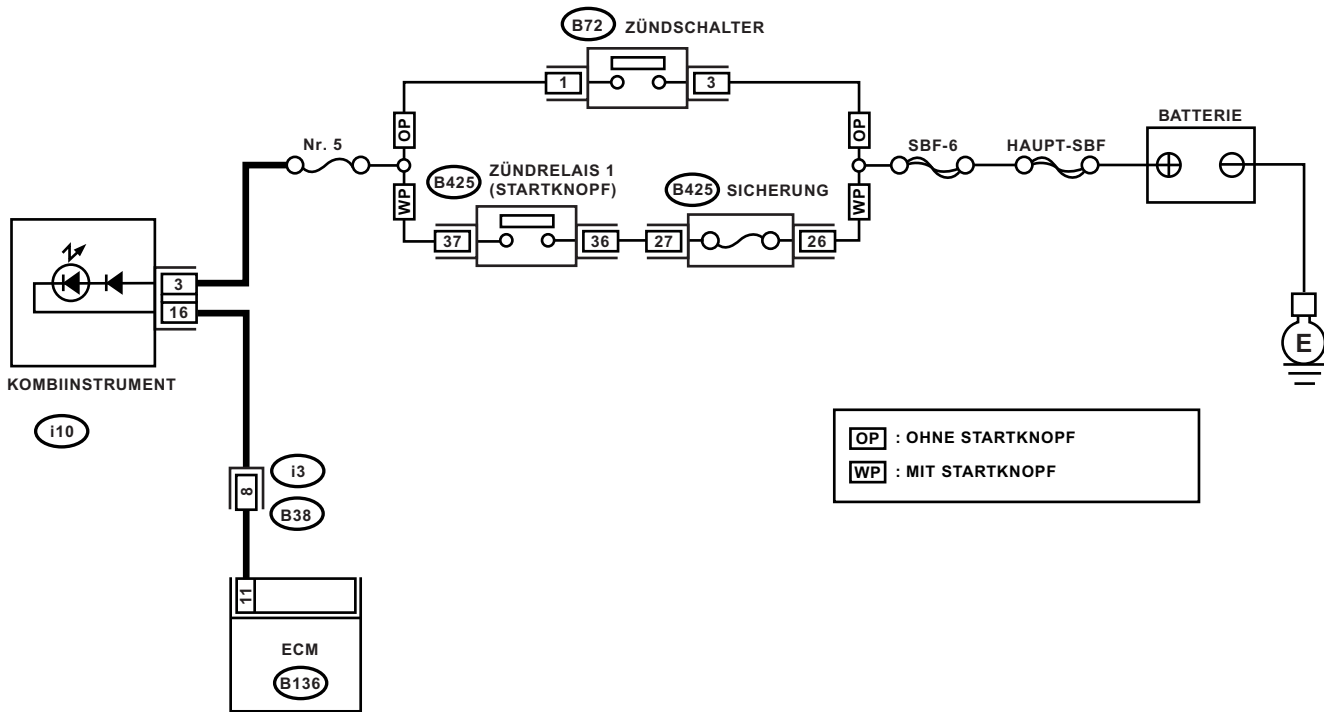 B72 ZÜNDSCHALTER
1 3
OP OP
BATTERIE
Nr. 5
SBF-6
HAUPT-SBF
B425 ZÜNDRELAIS 1
(STARTKNOPF)
B425 SICHERUNG
WP WP
37 36 27 26
3
16
E
KOMBIINSTRUMENT
i10
OP : OHNE STARTKNOPF
WP : MIT STARTKNOPF
i3
8
B38
11
ECM
B136